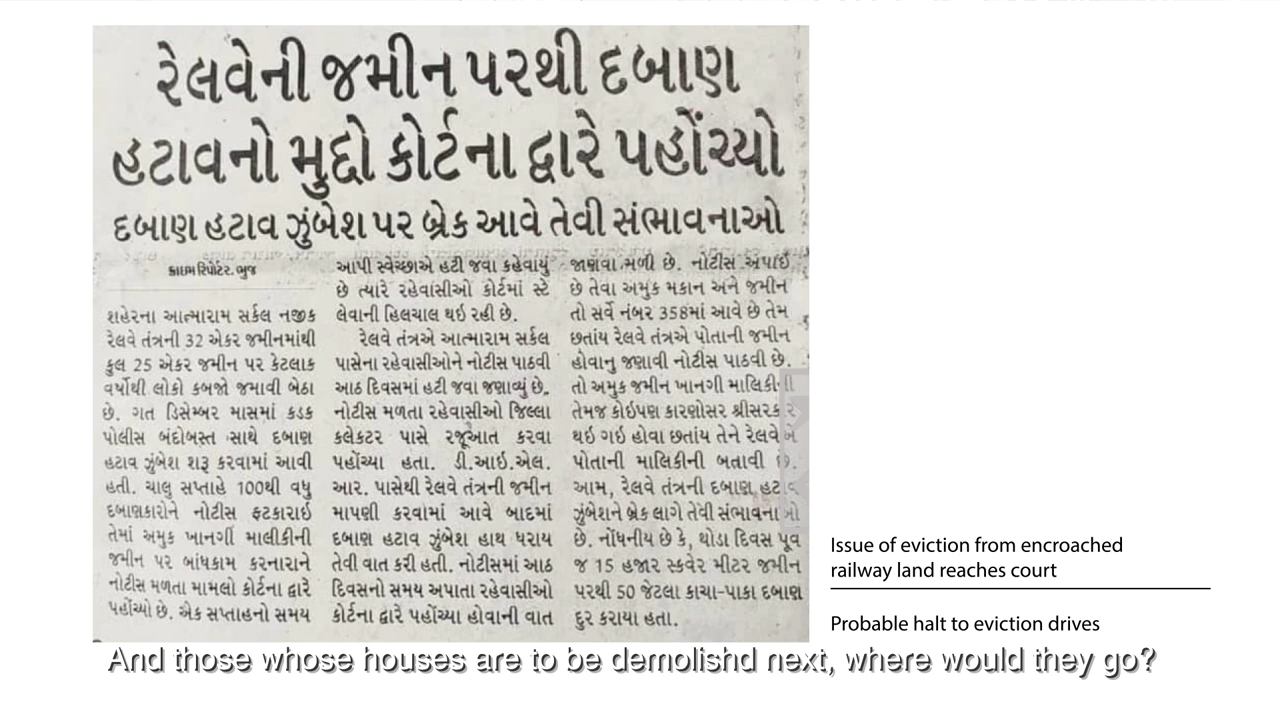 રેલવેની જમીન પરથી દબાણ
હટાવનો મુદ્દો કોર્ટના દ્વારે પહોંચ્યો
દબાણ હટાવ ઝુંબેશ પર બ્રેક આવે તેવી સંભાવનાઓ
ક્રાઇમ રિપોર્ટર.ભુજ
શહેરના આત્મારામ સર્કલ નજીક
રેલવે તંત્રની 32 એકર જમીનમાંથી
કુલ 25 એકર જમીન પર કેટલાક
વર્ષોથી લોકો કબજો જમાવી બેઠા
છે. ગત ડિસેમ્બર માસમાં કડક
પોલીસ બંદોબસ્ત સાથે દબાણ
હટાવ ઝુંબેશ શરૂ કરવામાં આવી
હતી. ચાલુ સપ્તાહે 100થી વધુ
દબાણકારોને નોટીસ ફટકારાઇ
તેમાં અમુક ખાનગી માલીકીની
જમીન પર બાંધકામ કરનારાને
નોટીસ મળતા મામલો કોર્ટના દ્વારે
પહોંચ્યો છે. એક સપ્તાહનો સમય
આપી સ્વેચ્છાએ હટી જવા કહેવાયું
છે ત્યારે રહેવાસીઓ કોર્ટમાં સ્ટે
લેવાની હિલચાલ થઇ રહી છે.
રેલવે તંત્રએ આત્મારામ સર્કલ
પાસેના રહેવાસીઓને નોટીસ પાઠવી
આઠ દિવસમાં હટી જવા જણાવ્યું છે.
નોટીસ મળતા રહેવાસીઓ જિલ્લા
કલેકટર પાસે રજૂઆત કરવા
પહોંચ્યા હતા. ડી.આઇ.એલ.
આર. પાસેથી રેલવે તંત્રની જમીન
માપણી કરવામાં આવે બાદમાં
દબાણ હટાવ ઝુંબેશ હાથ ધરાય
તેવી વાત કરી હતી. નોટીસમાં આઠ
દિવસનો સમય અપાતા રહેવાસીઓ
કોર્ટના દ્વારે પહોંચ્યા હોવાની વાત
જાણવા મળી છે. નોટીસ અપાઇ
છે તેવા અમુક મકાન અને જમીન
તો સર્વે નંબર 358માં આવે છે તેમ
છતાંય રેલવે તંત્રએ પોતાની જમીન
હોવાનુ જણાવી નોટીસ પાઠવી છે.
તો અમુક જમીન ખાનગી માલિકીની
તેમજ કોઇપણ કારણોસર શ્રીસરકાર
થઇ ગઇ હોવા છતાંય તેને રેલવેએ
પોતાની માલિકીની બતાવી છે.
આમ, રેલવે તંત્રની દબાણ હટાવ
ઝુંબેશને બ્રેક લાગે તેવી સંભાવનાઓ
છે. નોંધનીય છે કે, થોડા દિવસ પૂર્વ
જ 15 હજાર સ્કવેર મીટર જમીન
પરથી 50 જેટલા કાચા-પાકા દબાણ
દુર કરાયા હતા.
Issue of eviction from encroached
railway land reaches court
Probable halt to eviction drives
And those whose houses are to be demolishd next, where would they go?